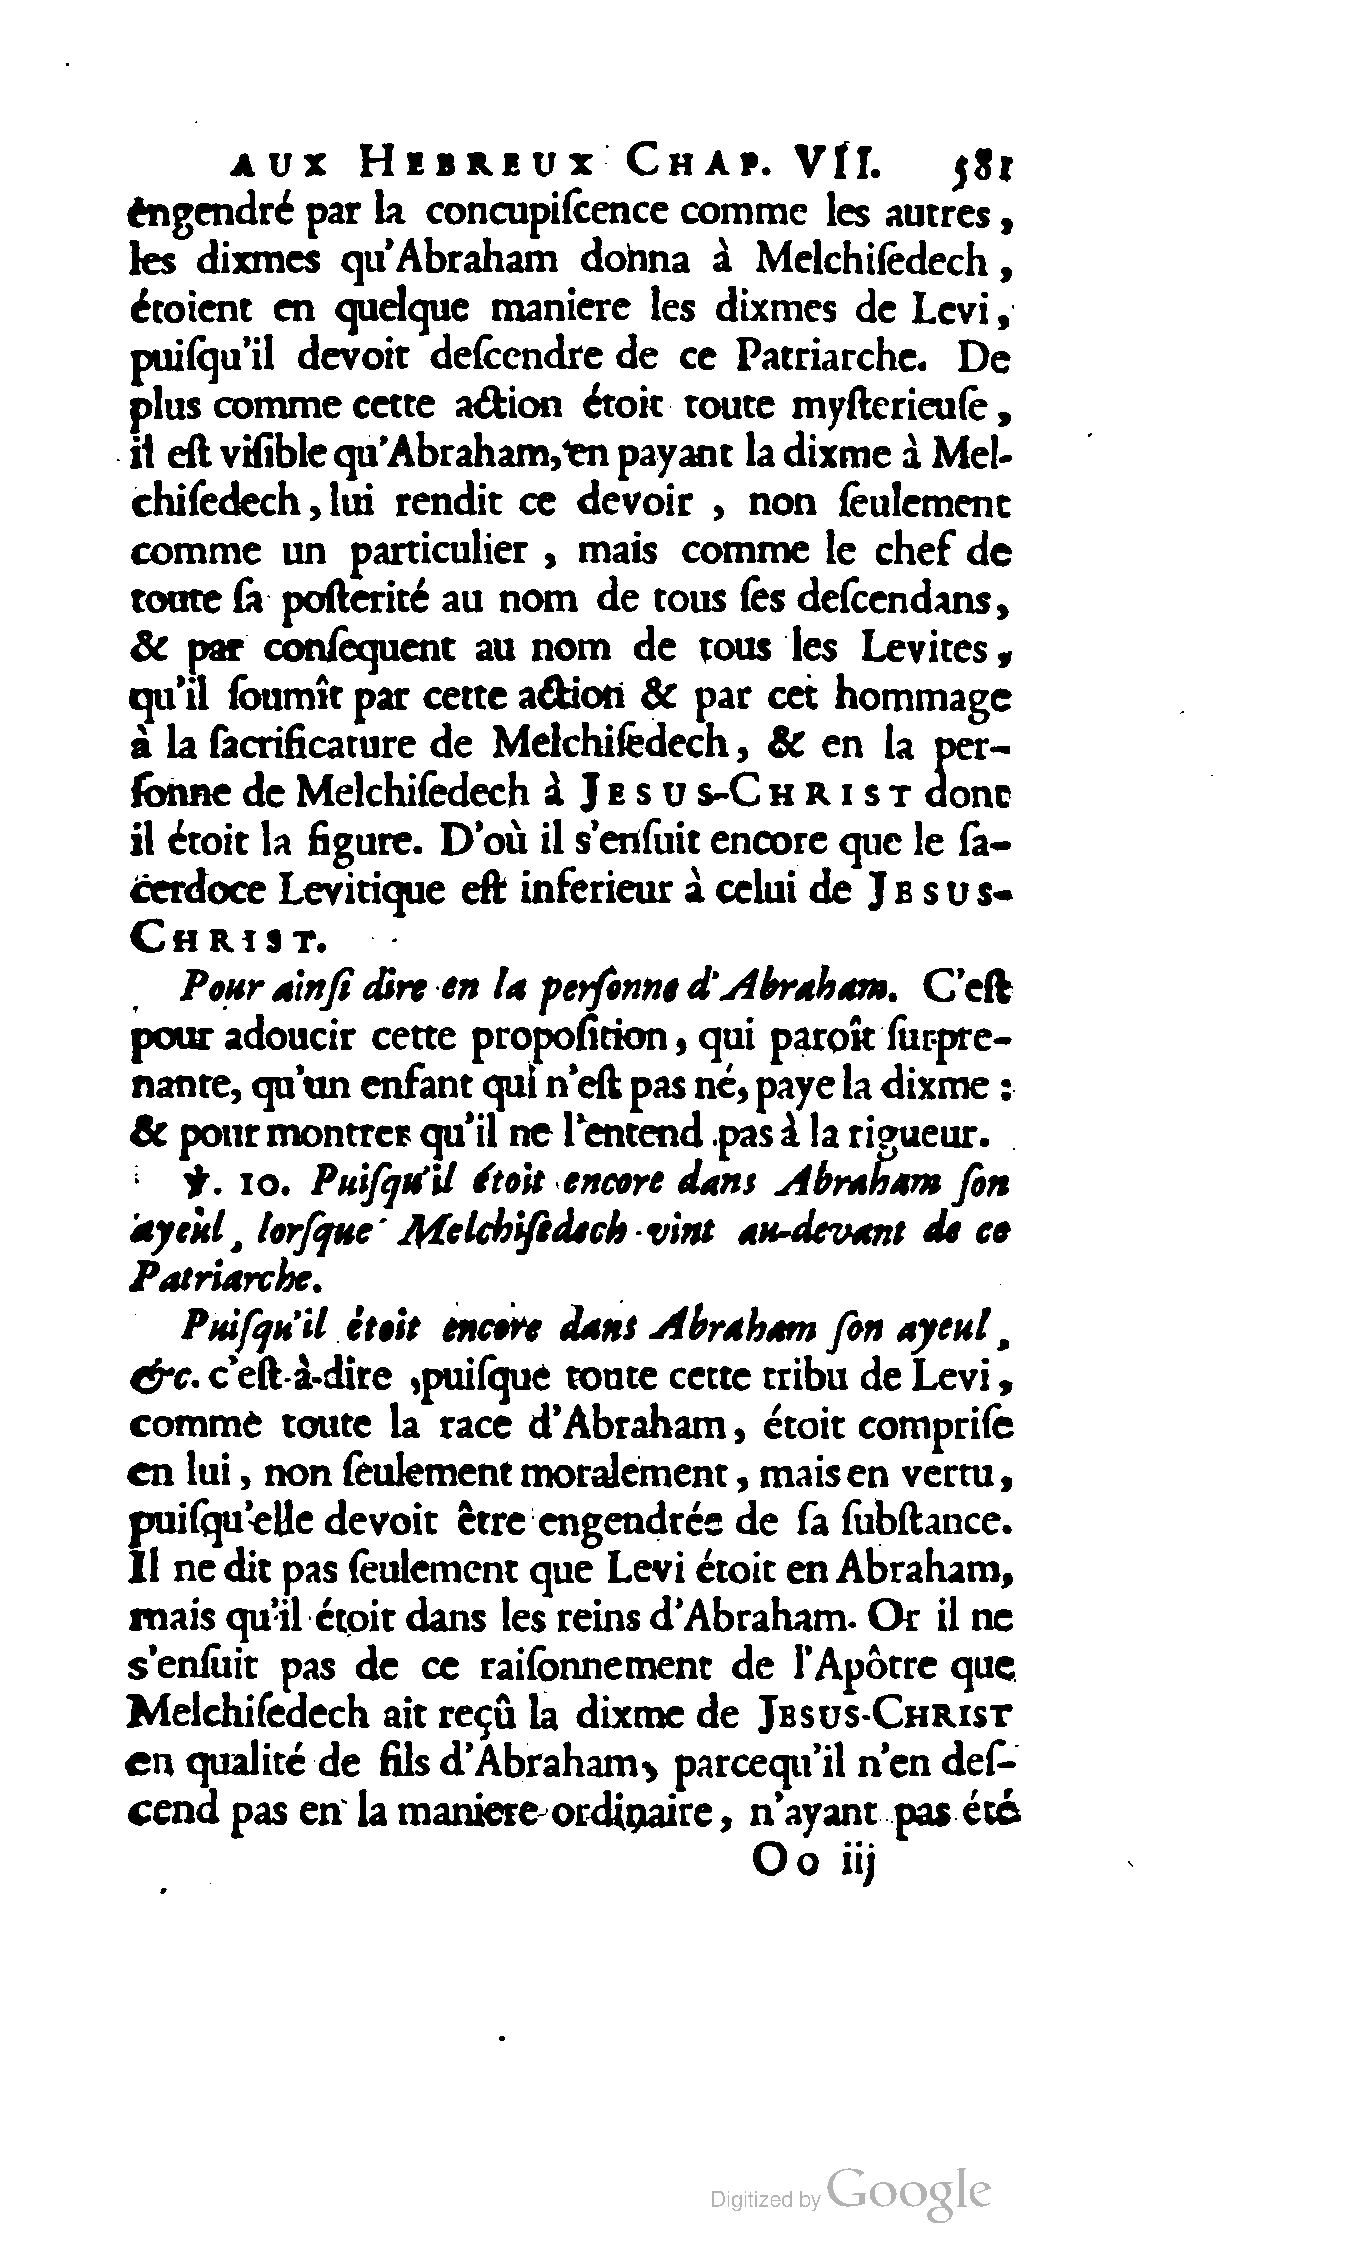 AUX HEBREUX CHAP. VII. 581
engendré par la concupiſcence comme les autres,
les dixmes qu'Abraham donna à Melchiſedech,
étoient en quelque maniere les dixmes de Levi,
puiſqu'il devoit deſcendre de ce Patriarche. De
plus comme cette action étoit toute myſterieuſe,
il eſt viſible qu'Abraham, en payant la dixme à Mel-
chiſedech, lui rendit ce devoir, non ſeulement
comme un particulier, mais comme le chef de
toute ſa poſterité au nom de tous ſes deſcendans,
& par conſequent au nom de tous les Levites,
qu'il ſoumît par cette action & par cet hommage
à la ſacrificature de Melchiſedech, & en la per-
ſonne de Melchiſedech à JESUS-CHRIST dont
il étoit la figure. D'où il s'enſuit encore que le ſa-
cerdoce Levitique eſt inferieur à celui de JESUS-
CHRIST.
Pour ainſi dire en la perſonne d'Abraham. C'eſt
pour adoucir cette propoſition, qui paroît ſurpre-
nante, qu'un enfant qui n'eſt pas né, paye la dixme :
& pour montrer qu'il ne l'entend pas à la rigueur.
℣. 10. Puiſqu'il étoit encore dans Abraham ſon
ayeul, lorſque Melchiſedech vint au-devant de ce
Patriarche.
Puiſqu'il étoit encore dans Abraham ſon ayeul,
&c. c'eſt-à-dire, puiſque toute cette tribu de Levi,
comme toute la race d'Abraham, étoit compriſe
en lui, non ſeulement moralement, mais en vertu,
puiſqu'elle devoit être engendrée de ſa ſubſtance.
Il ne dit pas ſeulement que Levi étoit en Abraham,
mais qu'il étoit dans les reins d'Abraham. Or il ne
s'enſuit pas de ce raiſonnement de l'Apôtre que
Melchiſedech ait reçû la dixme de JESUS-CHRIST
en qualité de fils d'Abraham, parcequ'il n'en deſ-
cend pas en la maniere ordinaire, n'ayant pas été
Oo iij
Digitized by Google